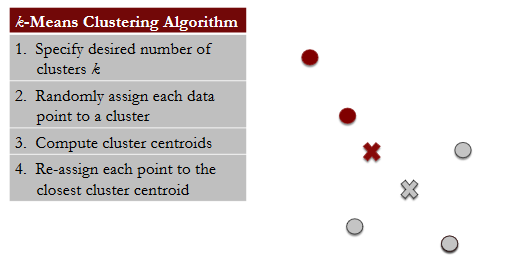 k-Means Clustering Algorithm
1. Specify desired number of
clusters k
2. Randomly assign each data
point to a cluster
3. Compute cluster centroids
4. Re-assign each point to the
closest cluster centroid